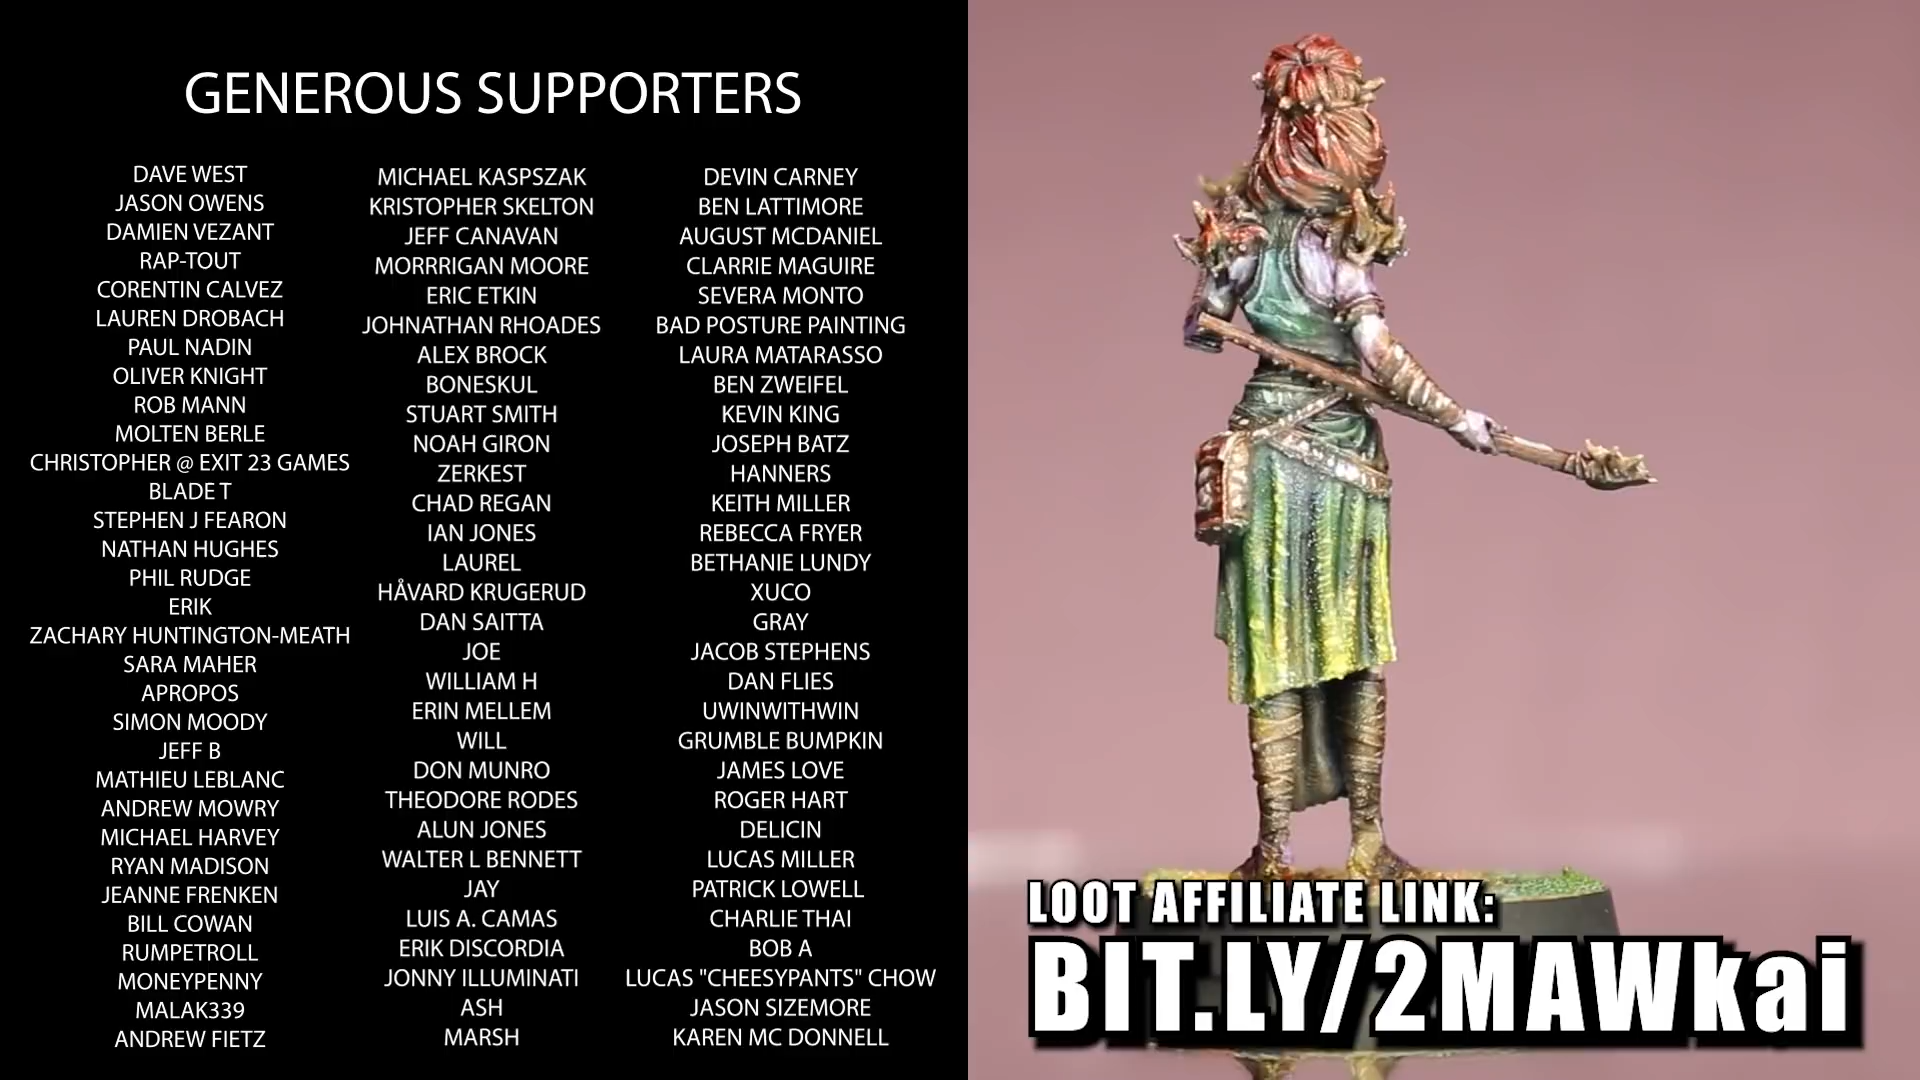 GENEROUS SUPPORTERS
DAVE WEST
JASON OWENS
DAMIEN VEZANT
RAP-TOUT
CORENTIN CALVEZ
LAUREN DROBACH
PAUL NADIN
OLIVER KNIGHT
ROB MANN
MOLTEN BERLE
CHRISTOPHER @ EXIT 23 GAMES
BLADE T
STEPHEN J FEARON
NATHAN HUGHES
PHIL RUDGE
ERIK
ZACHARY HUNTINGTON-MEATH
SARA MAHER
APROPOS
SIMON MOODY
JEFF B
MATHIEU LEBLANC
ANDREW MOWRY
MICHAEL HARVEY
RYAN MADISON
JEANNE FRENKEN
BILL COWAN
RUMPETROLL
MONEYPENNY
MALAK339
ANDREW FIETZ
MICHAEL KASPSZAK
KRISTOPHER SKELTON
JEFF CANAVAN
MORRRIGAN MOORE
ERIC ETKIN
JOHNATHAN RHOADES
ALEX BROCK
BONESKUL
STUART SMITH
NOAH GIRON
ZERKEST
CHAD REGAN
IAN JONES
LAUREL
HÅVARD KRUGERUD
DAN SAITTA
JOE
WILLIAM H
ERIN MELLEM
WILL
DON MUNRO
THEODORE RODES
ALUN JONES
WALTER L BENNETT
JAY
LUIS A. CAMAS
ERIK DISCORDIA
JONNY ILLUMINATI
ASH
MARSH
DEVIN CARNEY
BEN LATTIMORE
AUGUST MCDANIEL
CLARRIE MAGUIRE
SEVERA MONTO
BAD POSTURE PAINTING
LAURA MATARASSO
BEN ZWEIFEL
KEVIN KING
JOSEPH BATZ
HANNERS
KEITH MILLER
REBECCA FRYER
BETHANIE LUNDY
XUCO
GRAY
JACOB STEPHENS
DAN FLIES
UWINWITHWIN
GRUMBLE BUMPKIN
JAMES LOVE
ROGER HART
DELICIN
LUCAS MILLER
PATRICK LOWELL
CHARLIE THAI
BOB A
LUCAS "CHEESYPANTS" CHOW
JASON SIZEMORE
KAREN MC DONNELL
LOOT AFFILIATE LINK:
BIT.LY/2MAWkai